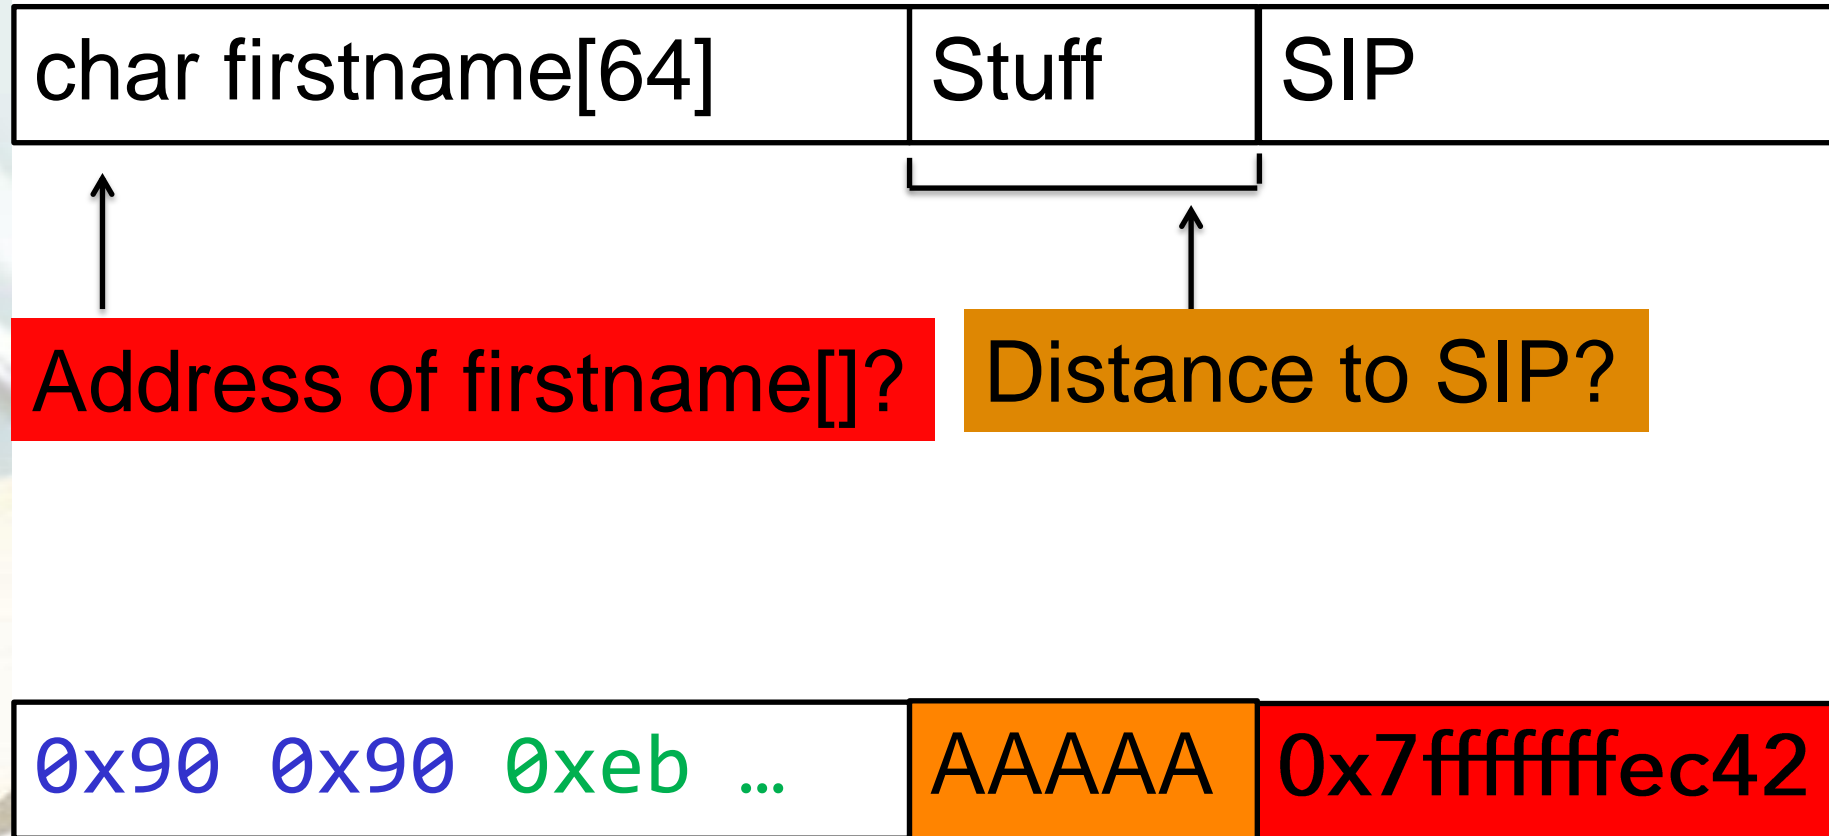 char firstname[64] Stuff SIP
Address of firstname[]? Distance to SIP?
0x90 0x90 0xeb … AAAAA 0x7fffffffec42